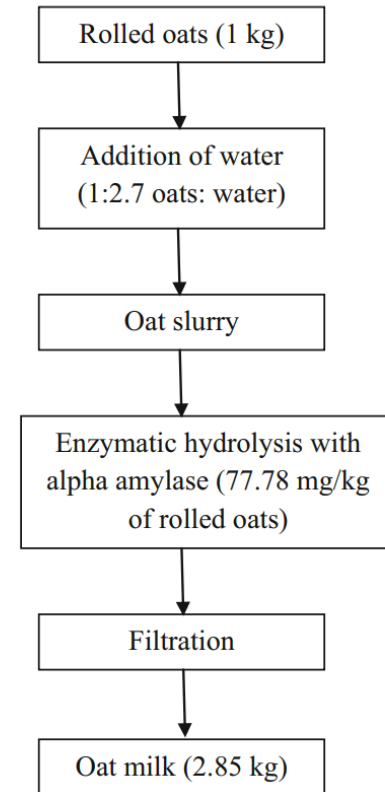 Rolled oats (1 kg)
Addition of water
(1:2.7 oats: water)
Oat slurry
Enzymatic hydrolysis with
alpha amylase (77.78 mg/kg
of rolled oats)
Filtration
Oat milk (2.85 kg)